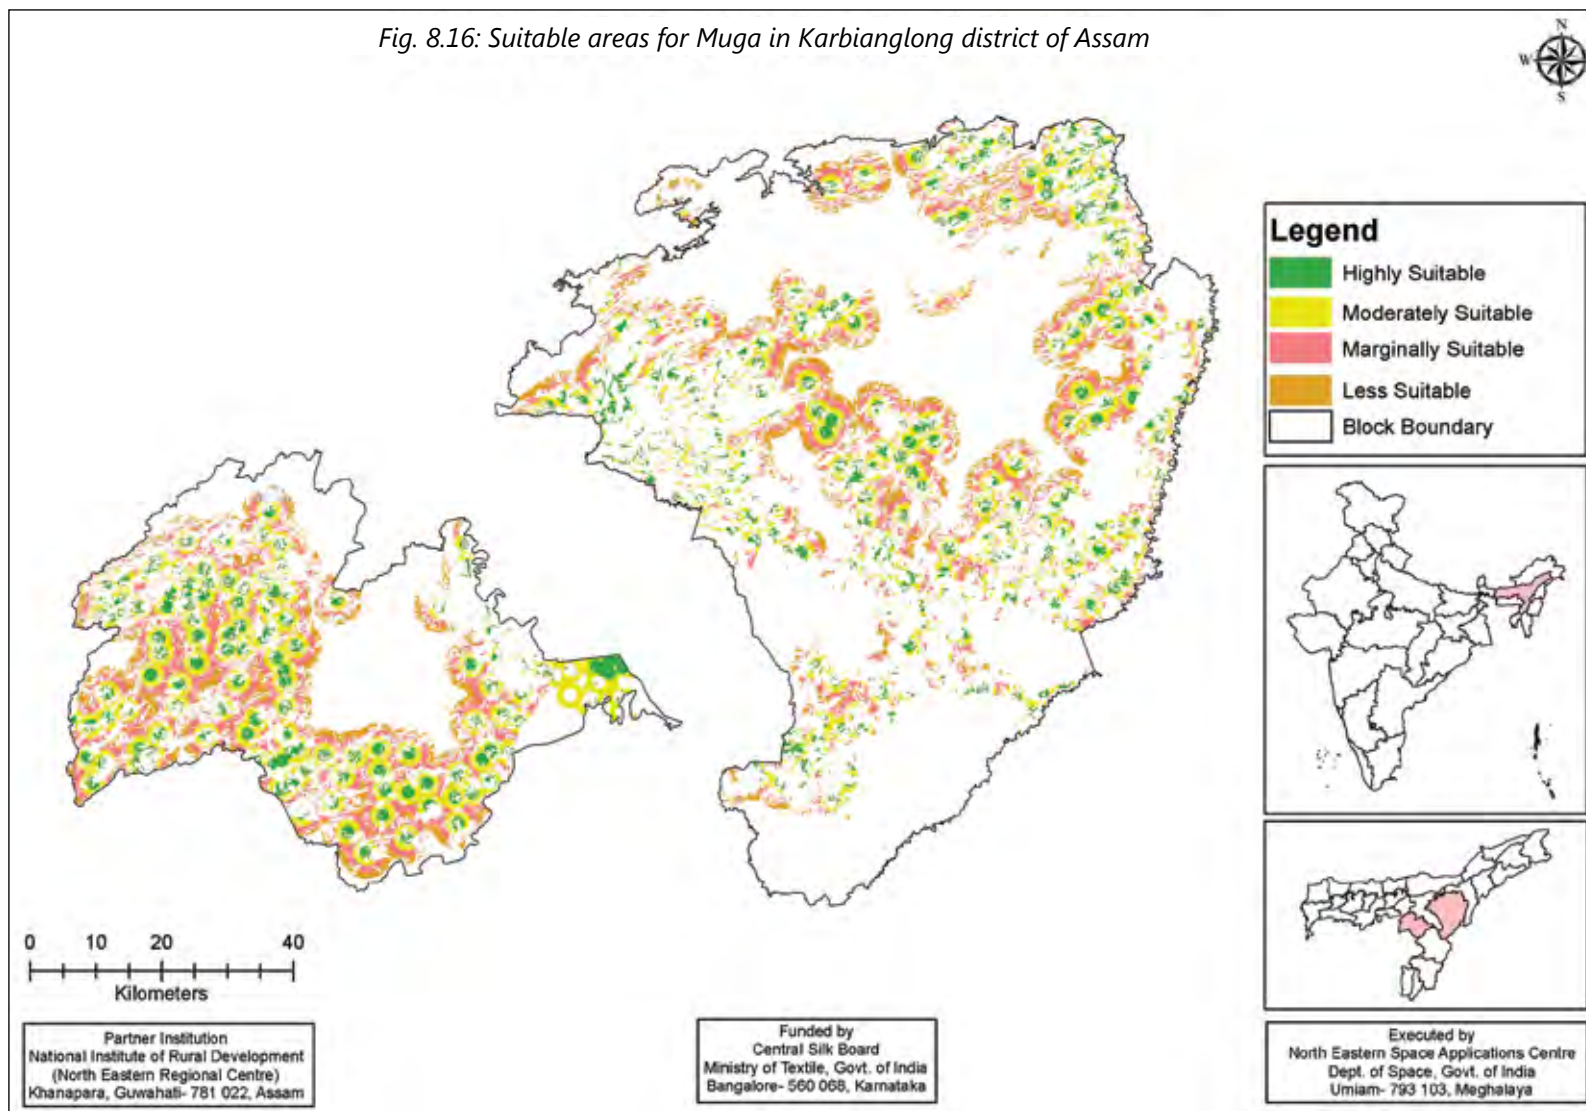 Fig. 8.16: Suitable areas for Muga in Karbianglong district of Assam
N
W
S
Legend
Highly Suitable
Moderately Suitable
Marginally Suitable
Less Suitable
Block Boundary
0 10 20 40
Kilometers
Partner Institution
National Institute of Rural Development
(North Eastern Regional Centre)
Khanapara, Guwahati- 781 022, Assam
Funded by
Central Silk Board
Ministry of Textile, Govt. of India
Bangalore- 560 068, Karnataka
Executed by
North Eastern Space Applications Centre
Dept. of Space, Govt. of India
Umiam- 793 103, Meghalaya